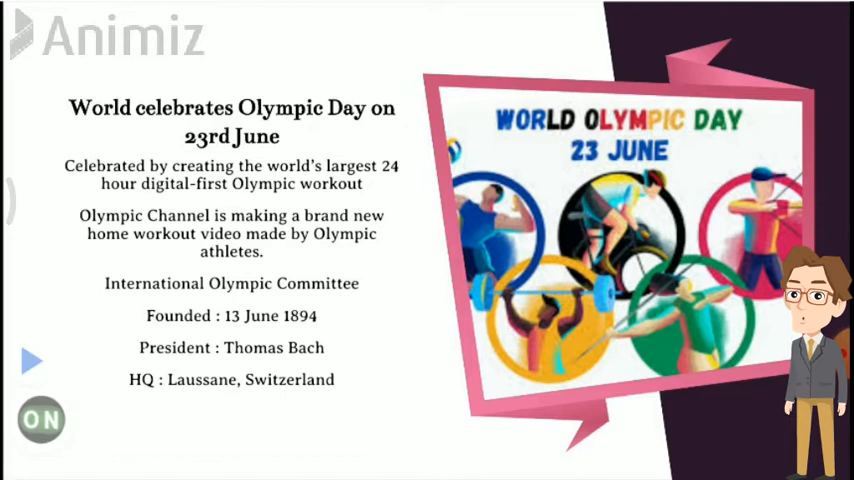 Animiz
World celebrates Olympic Day on
23rd June
Celebrated by creating the world's largest 24
hour digital-first Olympic workout
Olympic Channel is making a brand new
home workout video made by Olympic
athletes.
International Olympic Committee
Founded : 13 June 1894
President : Thomas Bach
HQ : Laussane, Switzerland
ON
WORLD OLYMPIC DAY
23 JUNE